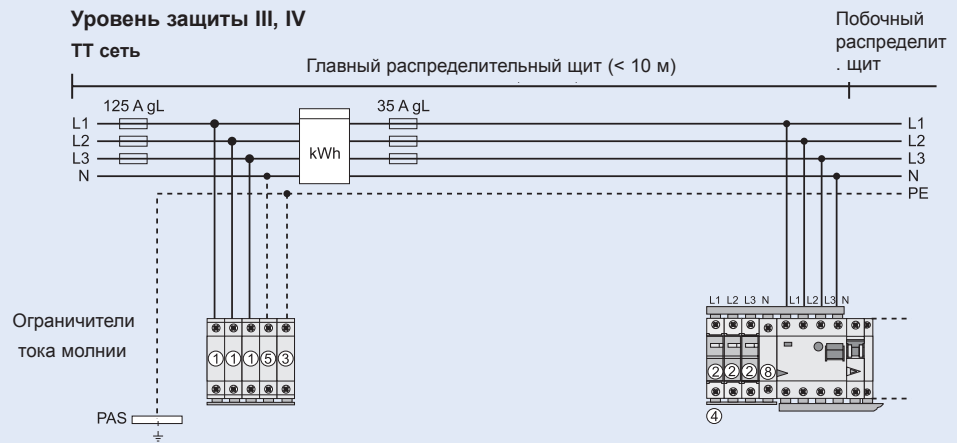 Уровень защиты III, IV
ТТ сеть
Главный распределительный щит (< 10 м)
Побочный
распределит
. щит
125 A gL
35 A gL
L1
L2
L3
N
kWh
L1
L2
L3
N
PE
Ограничители
тока молнии
1 1 1 5 3
PAS
L1 L2 L3 N L1 L2 L3 N
2 2 2 8
4